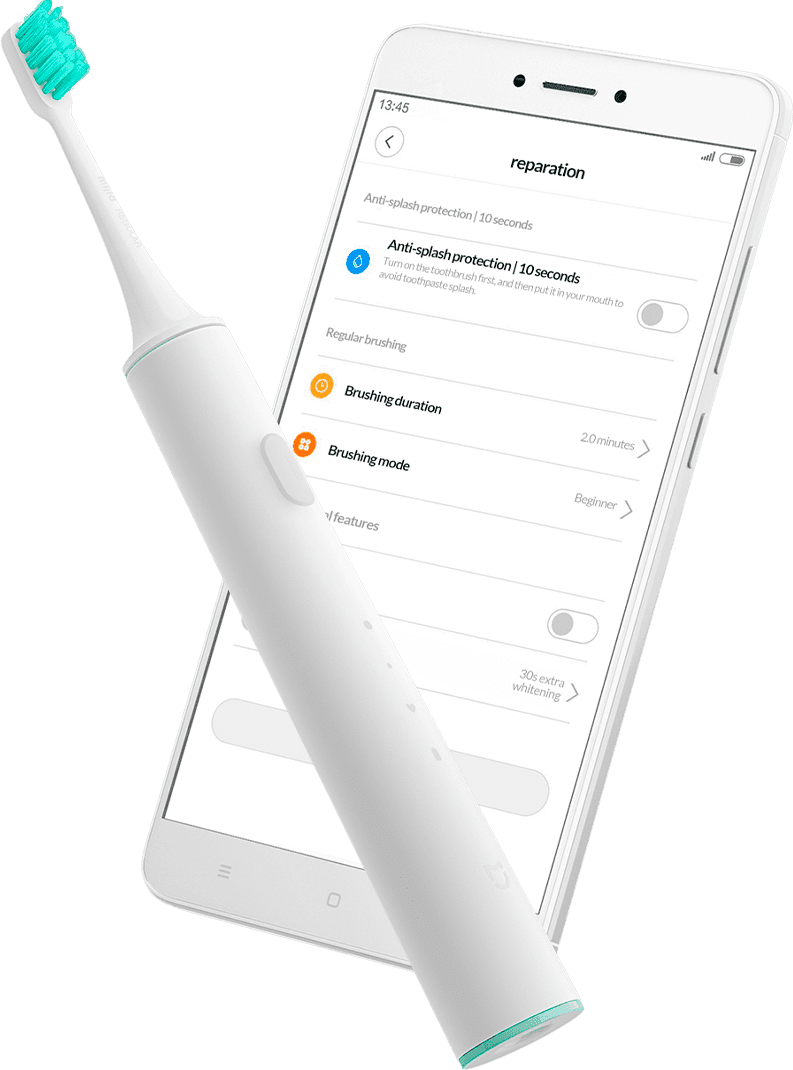 13:45
reparation
Anti-splash protection | 10 seconds
Anti-splash protection | 10 seconds
Turn on the toothbrush first, and then put it in your mouth to
avoid toothpaste splash.
Regular brushing
Brushing duration
2.0 minutes
Brushing mode
Beginner
al features
30s extra
whitening